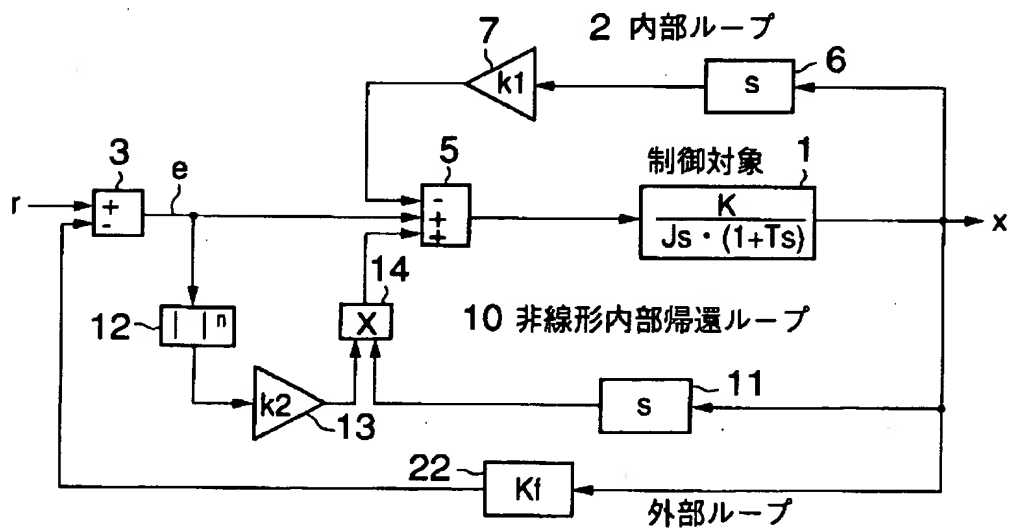 7
2 内部ループ
6
k1
s
3
e
5
制御対象
1
r
+
-
-
+
+
K
Js・(1+Ts)
x
14
12
| |n
X
10 非線形内部帰還ループ
k2
13
s
11
22
Kf
外部ループ